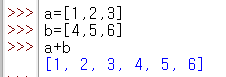 >>> a=[1,2,3]
>>> b=[4,5,6]
>>> a+b
[1, 2, 3, 4, 5, 6]